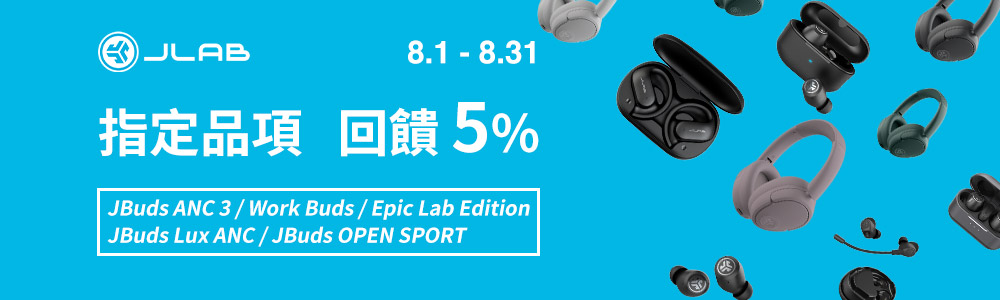 JLAB
8.1 - 8.31
指定品項 回饋 5%
JBuds ANC 3 / Work Buds / Epic Lab Edition
JBuds Lux ANC / JBuds OPEN SPORT
JLAB